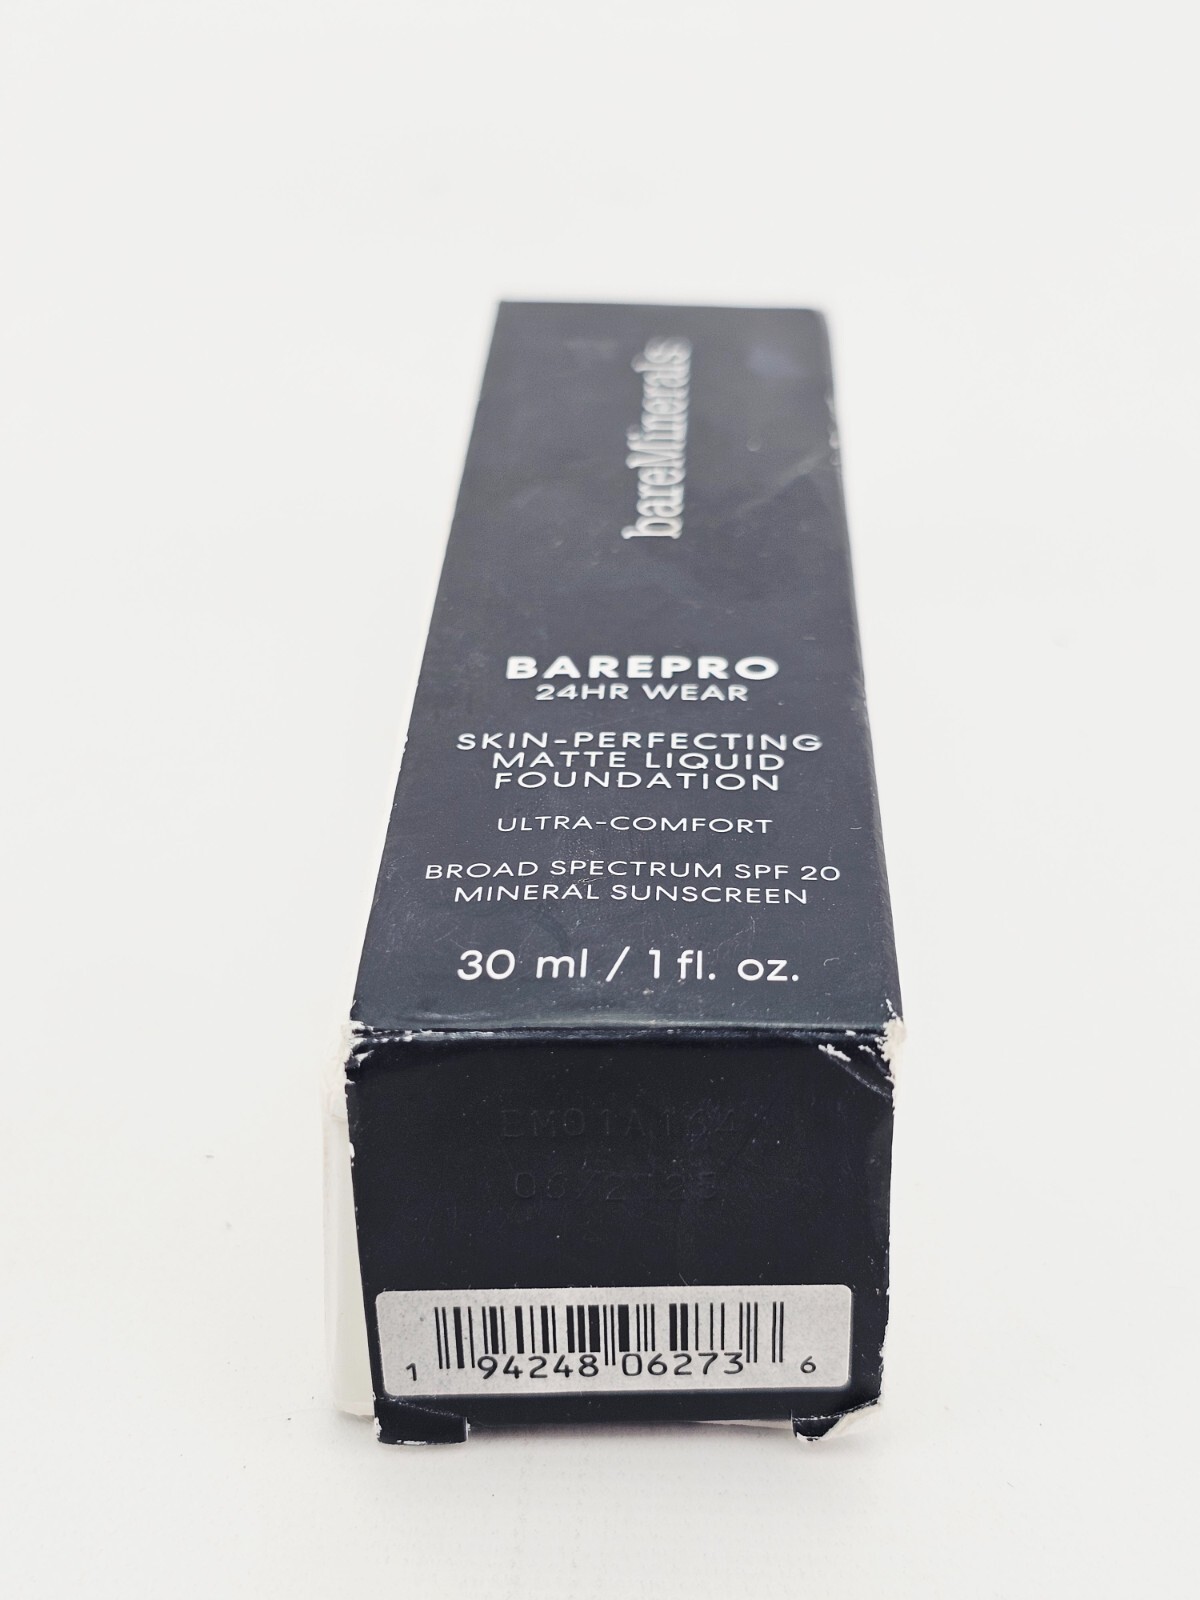 bareMinerals
BAREPRO
24HR WEAR
SKIN-PERFECTING
MATTE LIQUID
FOUNDATION
ULTRA-COMFORT
BROAD SPECTRUM SPF 20
MINERAL SUNSCREEN
30 ml / 1 fl. oz.
1 94248 06273 6